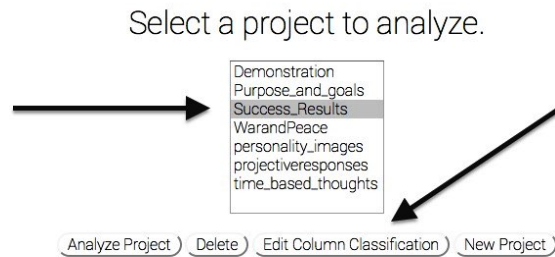 Select a project to analyze.
Demonstration
Purpose_and_goals
Success_Results
WarandPeace
personality_images
projectiveresponses
time_based_thoughts
Analyze Project Delete Edit Column Classification New Project